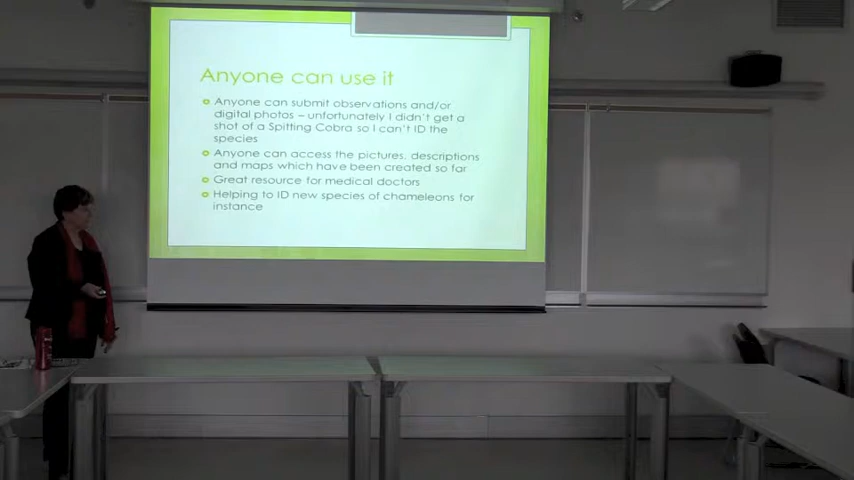 Anyone can use it
Anyone can submit observations and/or
digital photos – unfortunately I didn't get a
shot of a Spitting Cobra so I can't ID the
species
Anyone can access the pictures, descriptions
and maps which have been created so far
Great resource for medical doctors
Helping to ID new species of chameleons for
instance